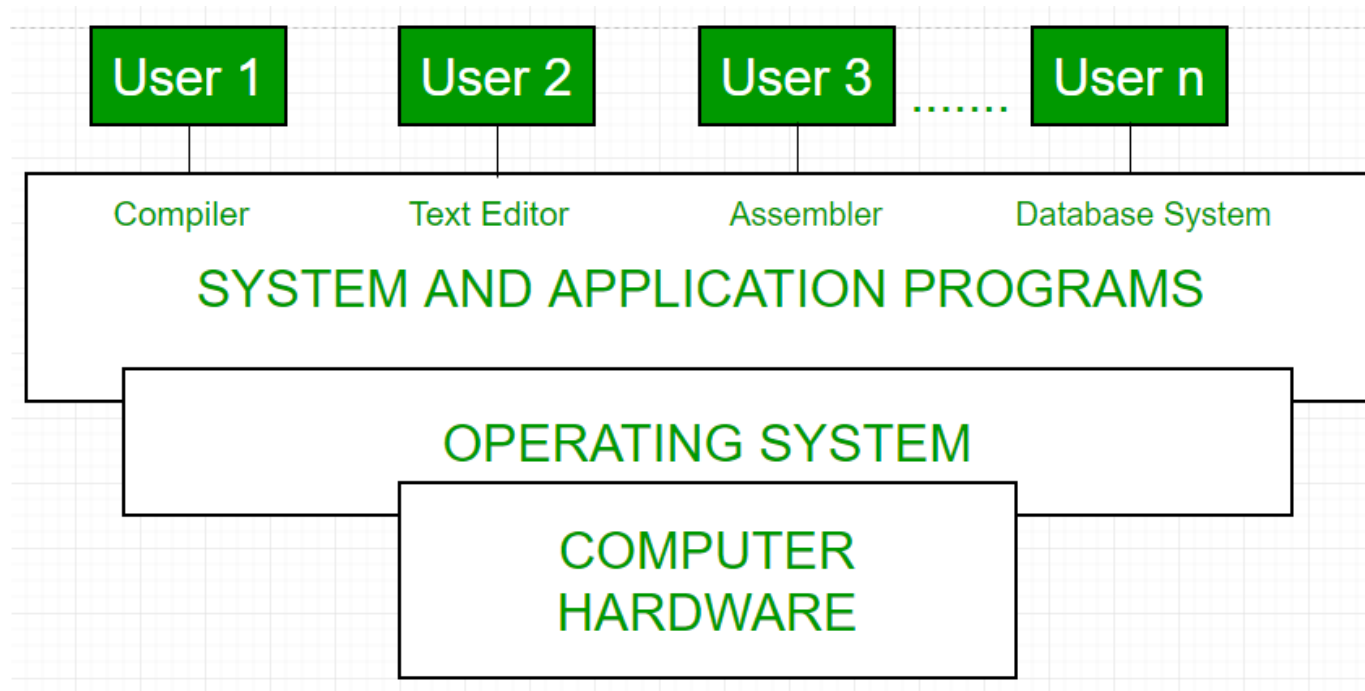 User 1 User 2 User 3 ....... User n
Compiler Text Editor Assembler Database System
SYSTEM AND APPLICATION PROGRAMS
OPERATING SYSTEM
COMPUTER
HARDWARE